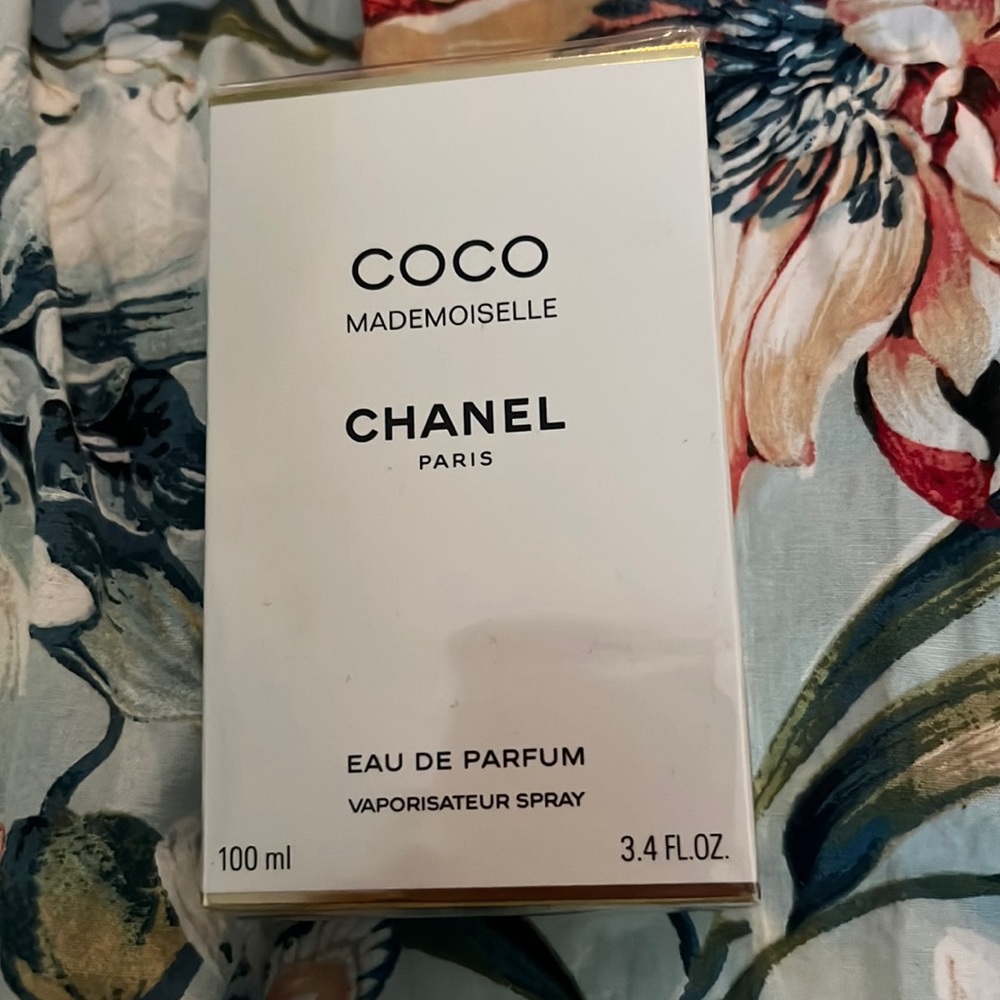 COCO
MADEMOISELLE
CHANEL
PARIS
EAU DE PARFUM
VAPORISATEUR SPRAY
100 ml 3.4 FL.OZ.